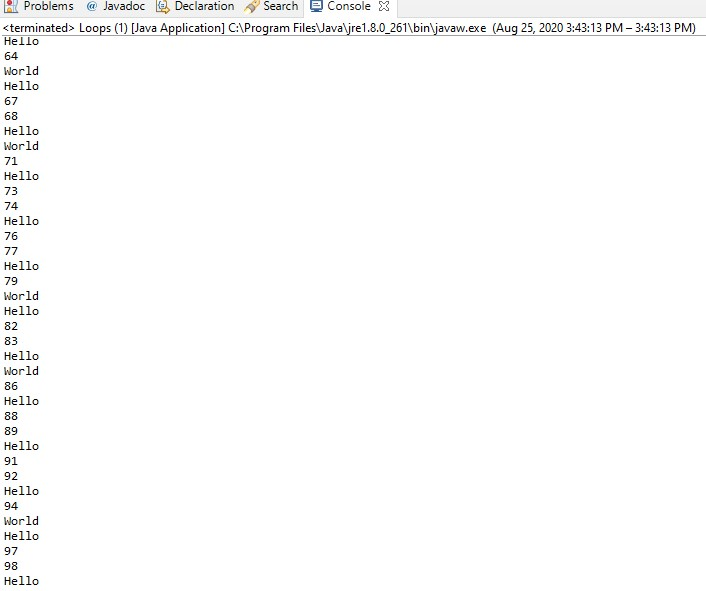 Problems @ Javadoc Declaration Search Console
<terminated> Loops (1) [Java Application] C:\Program Files\Java\jre1.8.0_261\bin\javaw.exe (Aug 25, 2020 3:43:13 PM – 3:43:13 PM)
Hello
64
World
Hello
67
68
Hello
World
71
Hello
73
74
Hello
76
77
Hello
79
World
Hello
82
83
Hello
World
86
Hello
88
89
Hello
91
92
Hello
94
World
Hello
97
98
Hello